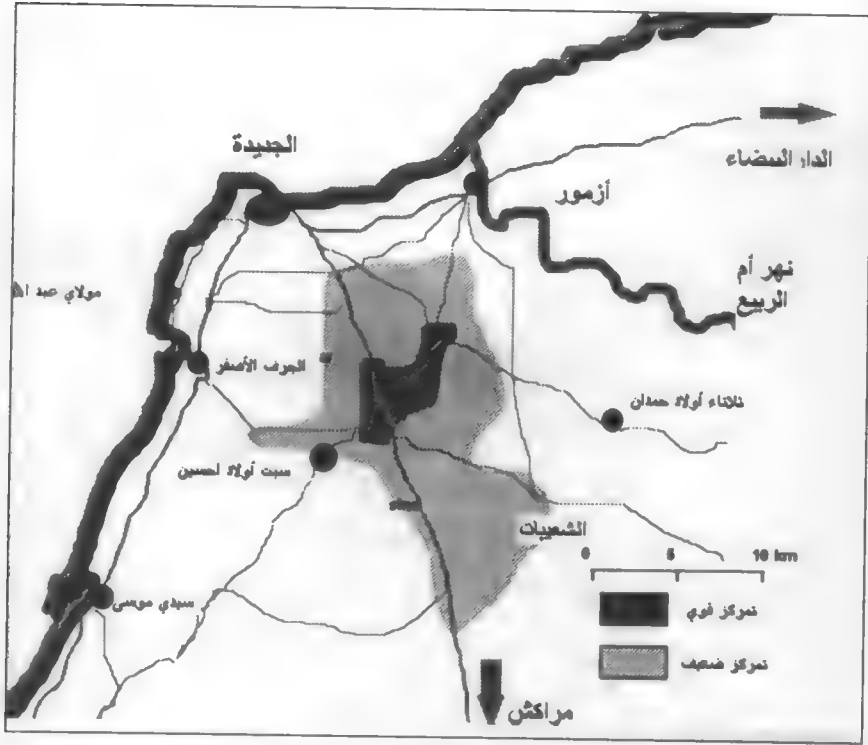 الجديدة
الدار البيضاء
أزمور
نهر أم
الربيع
مولاي عبد الله
الجرف الأصفر
ثلاثاء أولاد حمدان
سبت أولاد احسين
الشعيبات
0 5 10 km
سيدي موسى
تمركز قوي
تمركز ضعيف
مراكش